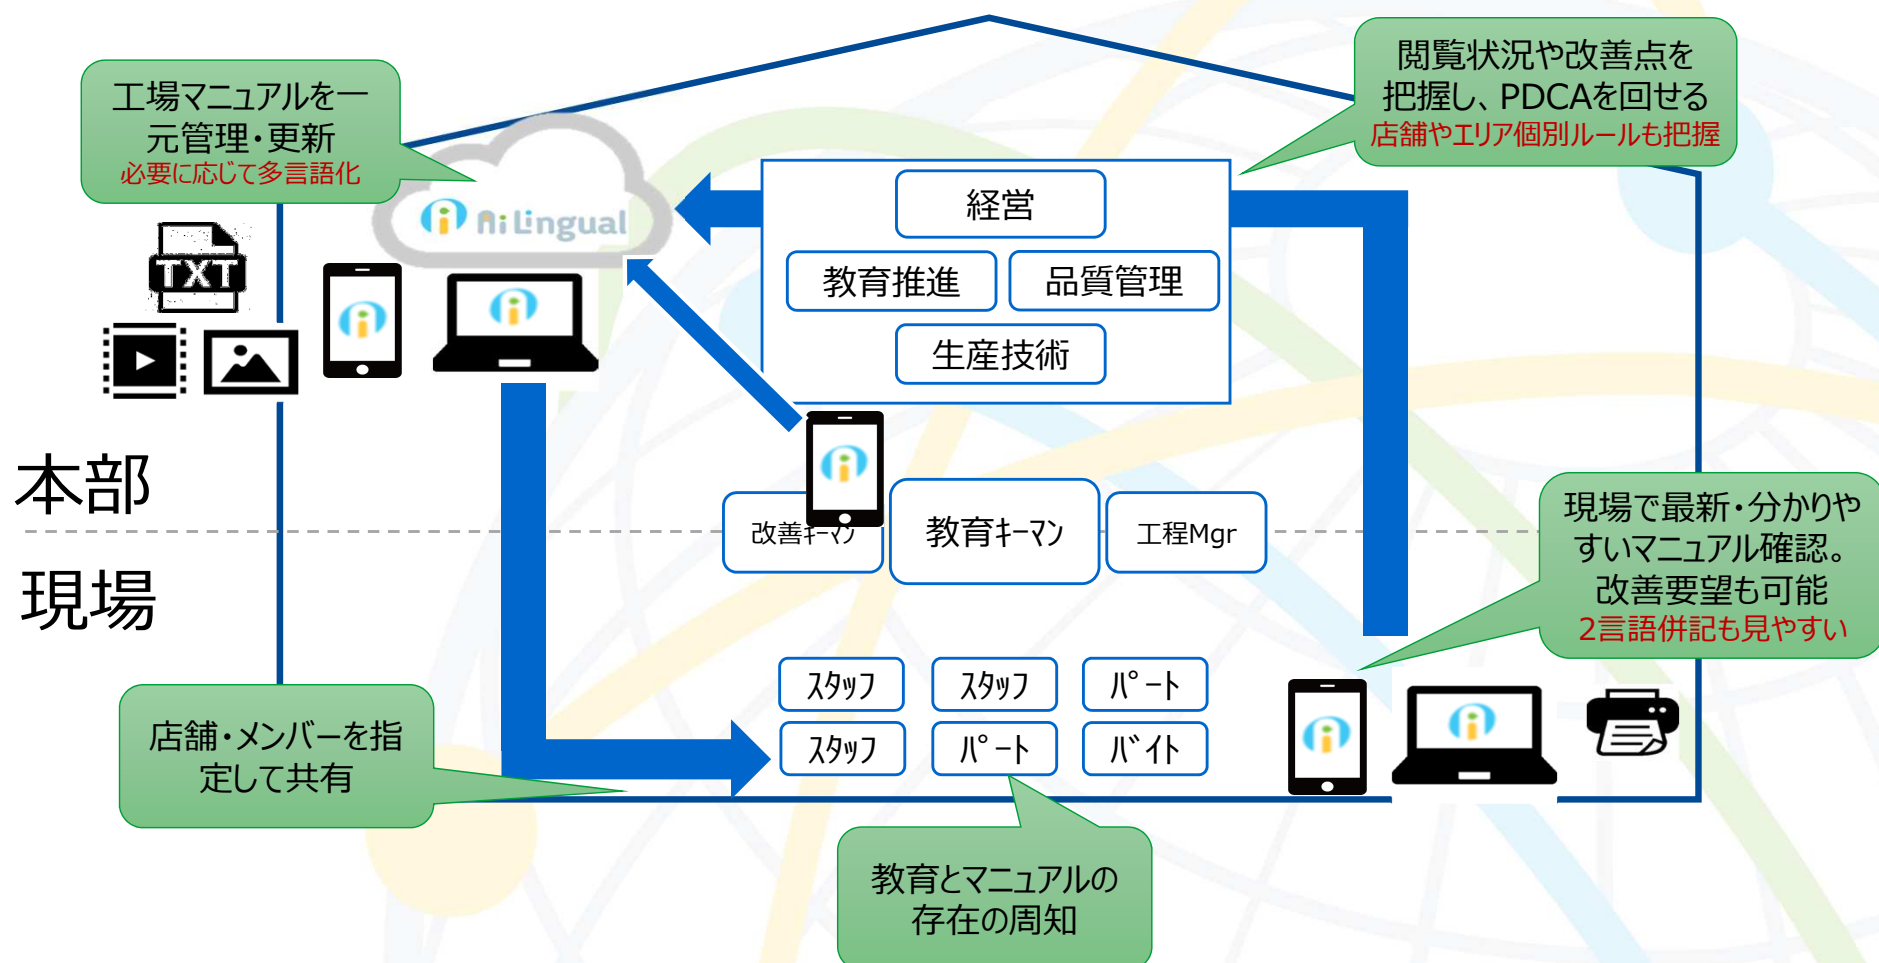 工場マニュアルを一
元管理・更新
必要に応じて多言語化
閲覧状況や改善点を
把握し、PDCAを回せる
店舗やエリア個別ルールも把握
Ai Lingual
経営
教育推進
品質管理
生産技術
TXT
本部
現場
改善ｷｰﾏﾝ
教育ｷｰﾏﾝ
工程Mgr
現場で最新・分かりや
すいマニュアル確認。
改善要望も可能
2言語併記も見やすい
ｽﾀｯﾌ
ｽﾀｯﾌ
ﾊﾟｰﾄ
ｽﾀｯﾌ
ﾊﾟｰﾄ
ﾊﾞｲﾄ
店舗・メンバーを指
定して共有
教育とマニュアルの
存在の周知